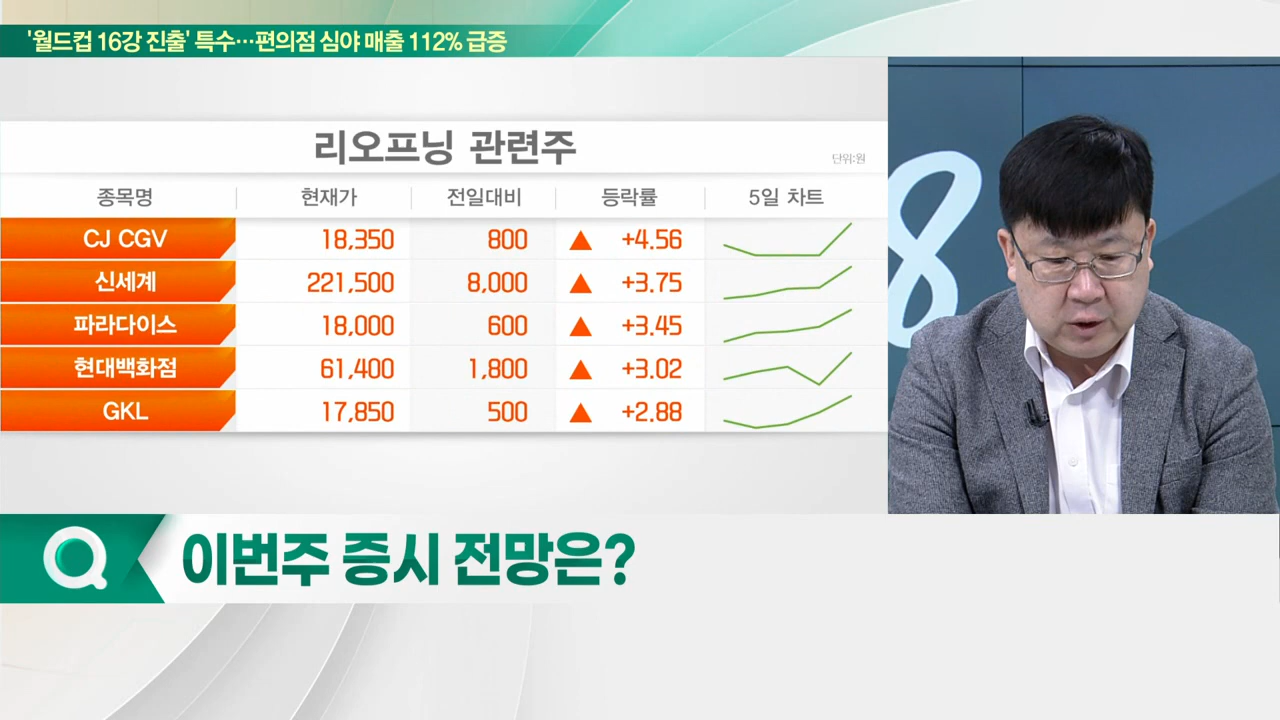 '월드컵 16강 진출' 특수…편의점 심야 매출 112% 급증
리오프닝 관련주
단위:원
종목명 현재가 전일대비 등락률 5일 차트
CJ CGV 18,350 800 ▲ +4.56
신세계 221,500 8,000 ▲ +3.75
파라다이스 18,000 600 ▲ +3.45
현대백화점 61,400 1,800 ▲ +3.02
GKL 17,850 500 ▲ +2.88
8
Q 이번주 증시 전망은?